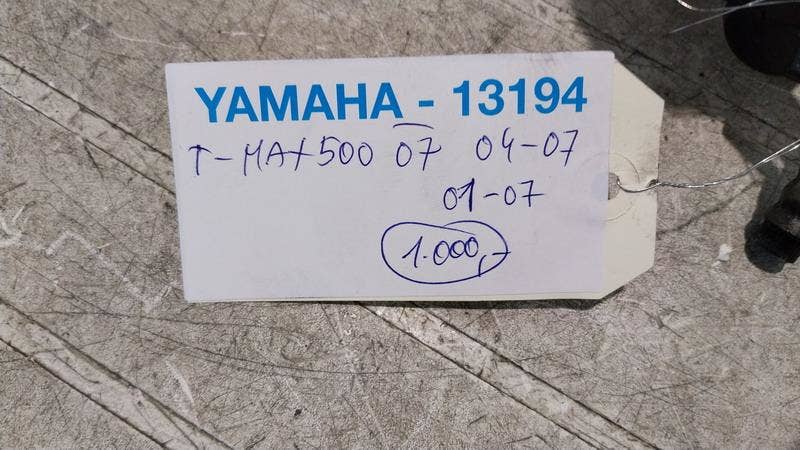 YAMAHA - 13194
T-MAX500 07 04-07
01-07
1.000,-